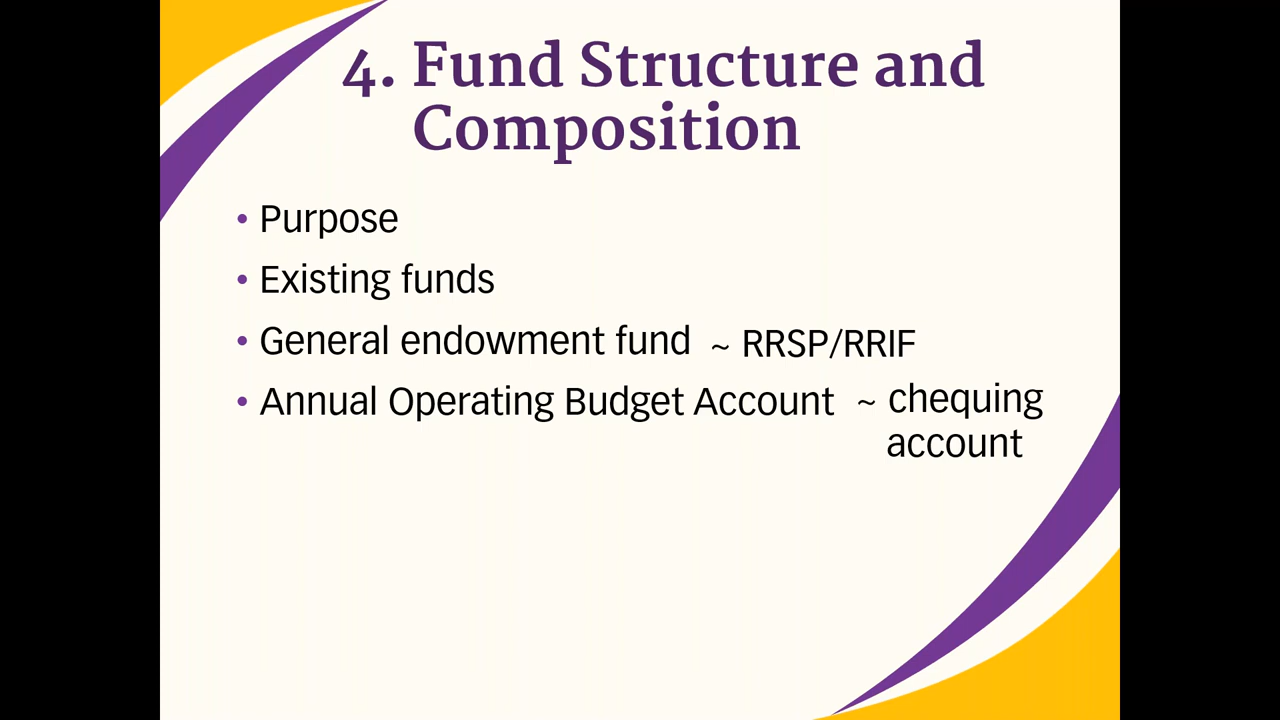 4. Fund Structure and
Composition
• Purpose
• Existing funds
• General endowment fund ~ RRSP/RRIF
• Annual Operating Budget Account ~ chequing
account